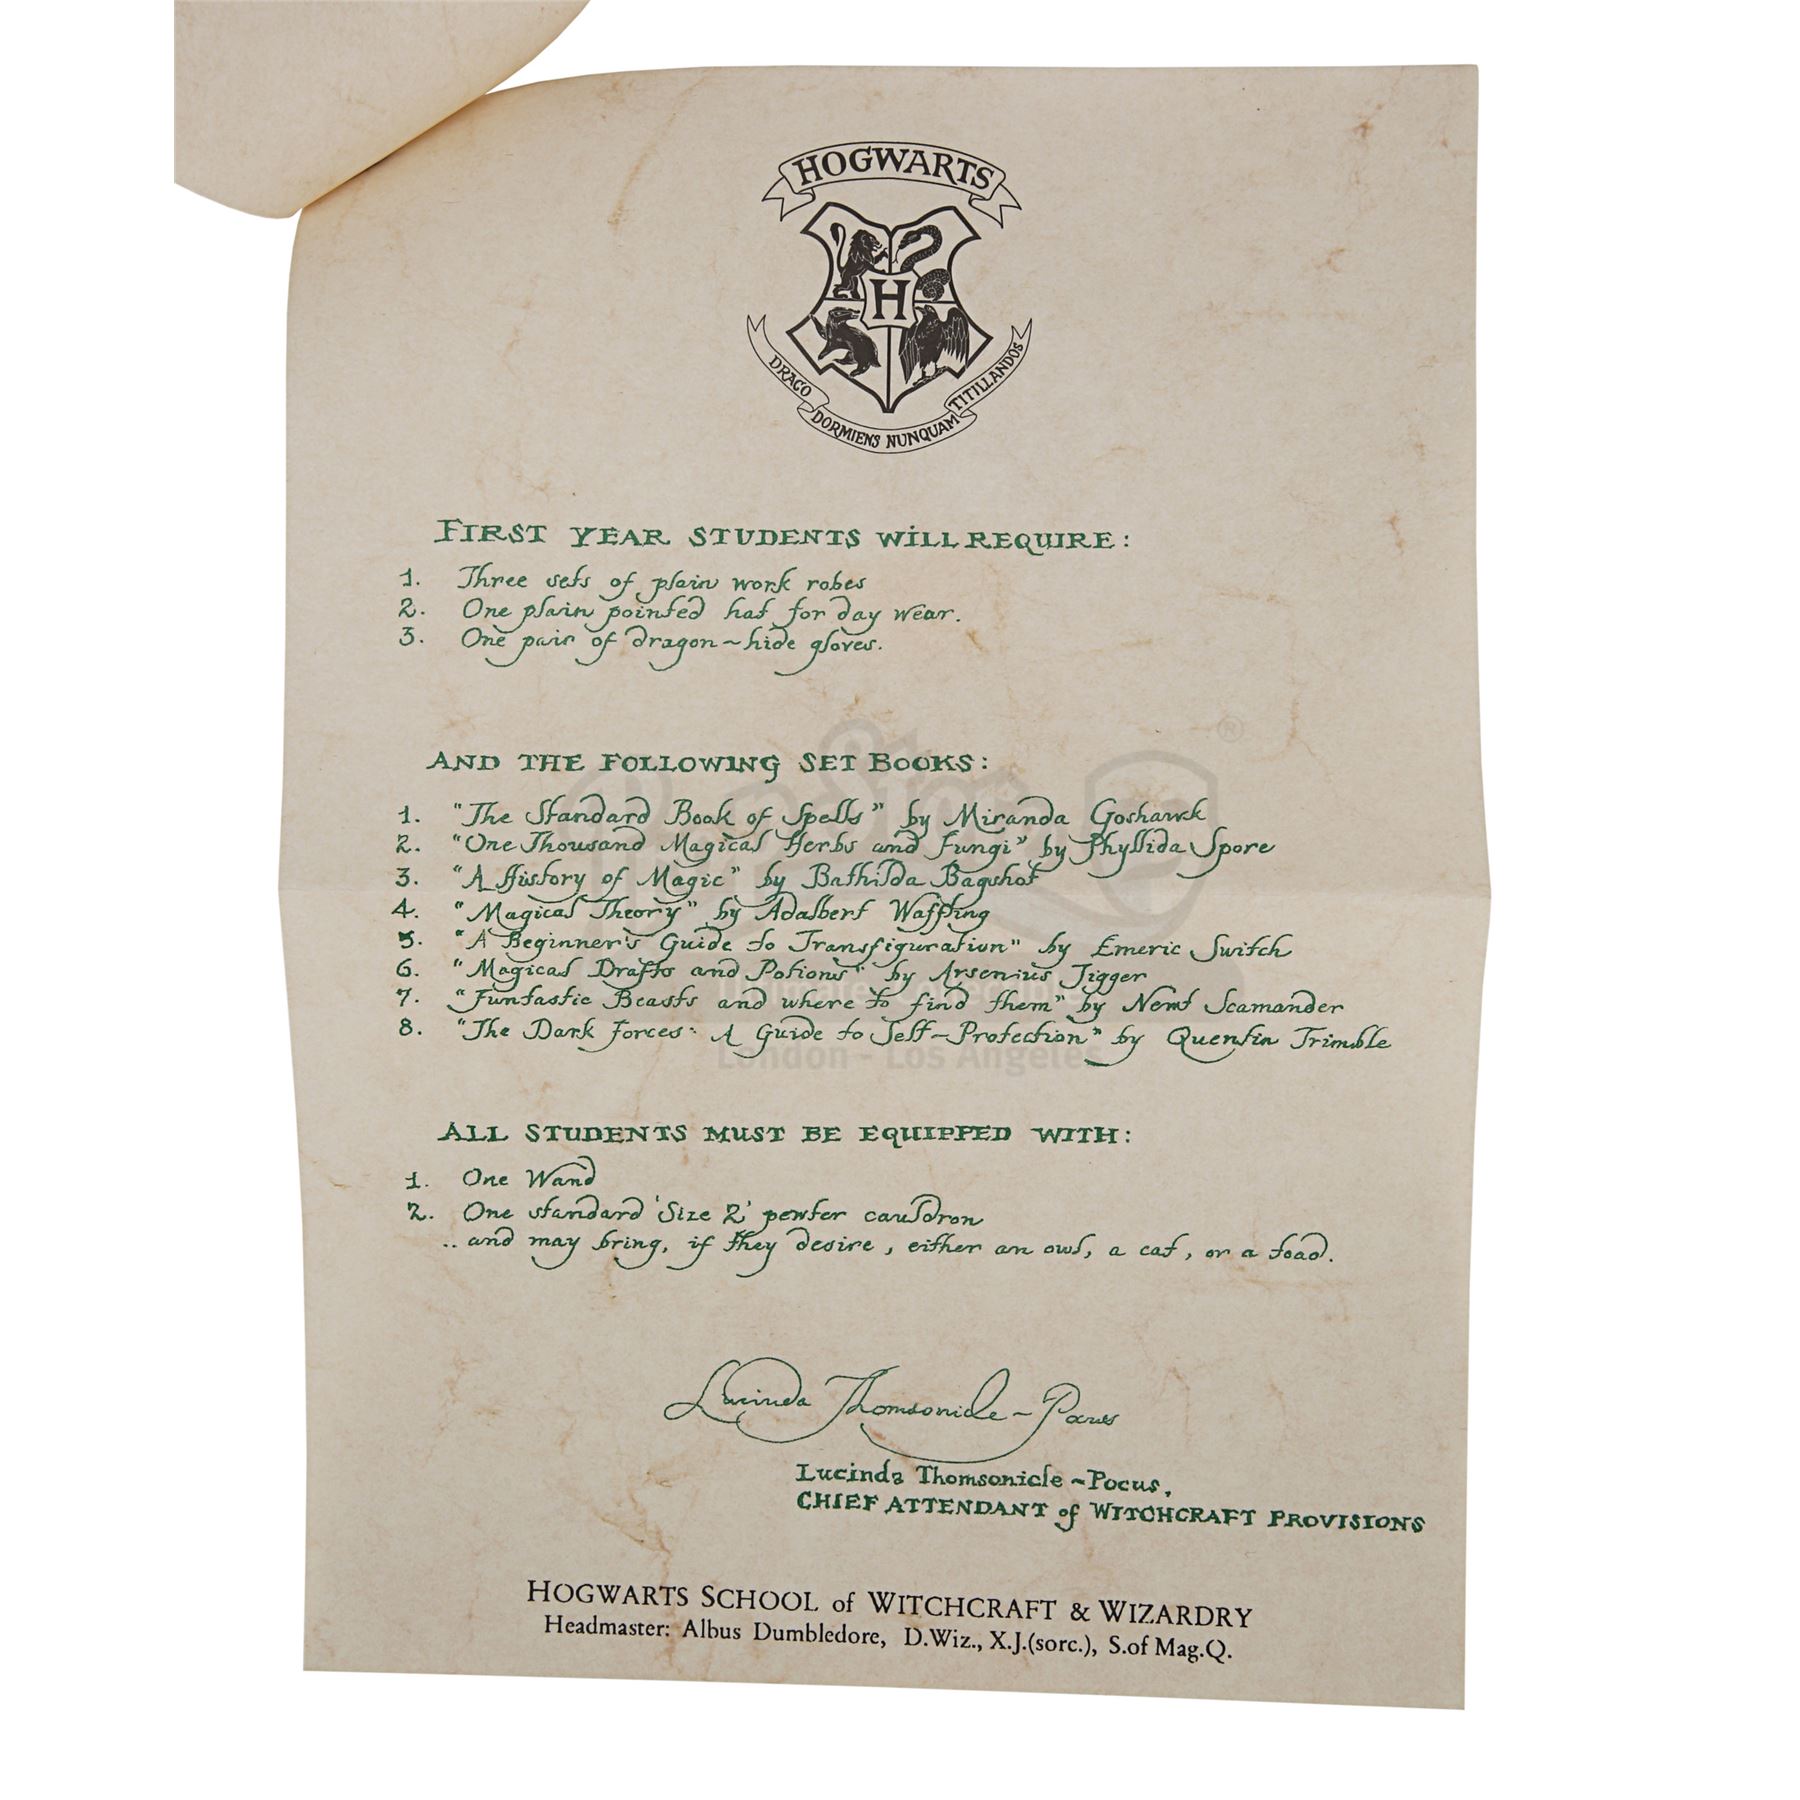 HOGWARTS
H
DRACO DORMIENS NUNQUAM TITILLANDUS
FIRST YEAR STUDENTS WILL REQUIRE:
1. Three sets of plain work robes
2. One plain pointed hat for day wear.
3. One pair of dragon~hide gloves.
AND THE FOLLOWING SET BOOKS:
1. "The Standard Book of Spells" by Miranda Goshawk
2. "One Thousand Magical Herbs and Fungi" by Phyllida Spore
3. "A History of Magic" by Bathilda Bagshot
4. "Magical Theory" by Adalbert Waffling
5. "A Beginner's Guide to Transfiguration" by Emeric Switch
6. "Magical Drafts and Potions" by Arsenius Jigger
7. "Funtastic Beasts and where to find them" by Newt Scamander
8. "The Dark Forces: A Guide to Self-Protection" by Quentin Trimble
London - Los Angeles
ALL STUDENTS MUST BE EQUIPPED WITH:
1. One Wand
2. One standard 'Size 2' pewter cauldron
..and may bring, if they desire, either an owl, a cat, or a toad.
Lucinda Thomsonicle-Pocus
Lucinda Thomsonicle~Pocus,
CHIEF ATTENDANT of WITCHCRAFT PROVISIONS
HOGWARTS SCHOOL of WITCHCRAFT & WIZARDRY
Headmaster: Albus Dumbledore, D.Wiz., X.J.(sorc.), S.of Mag.Q.